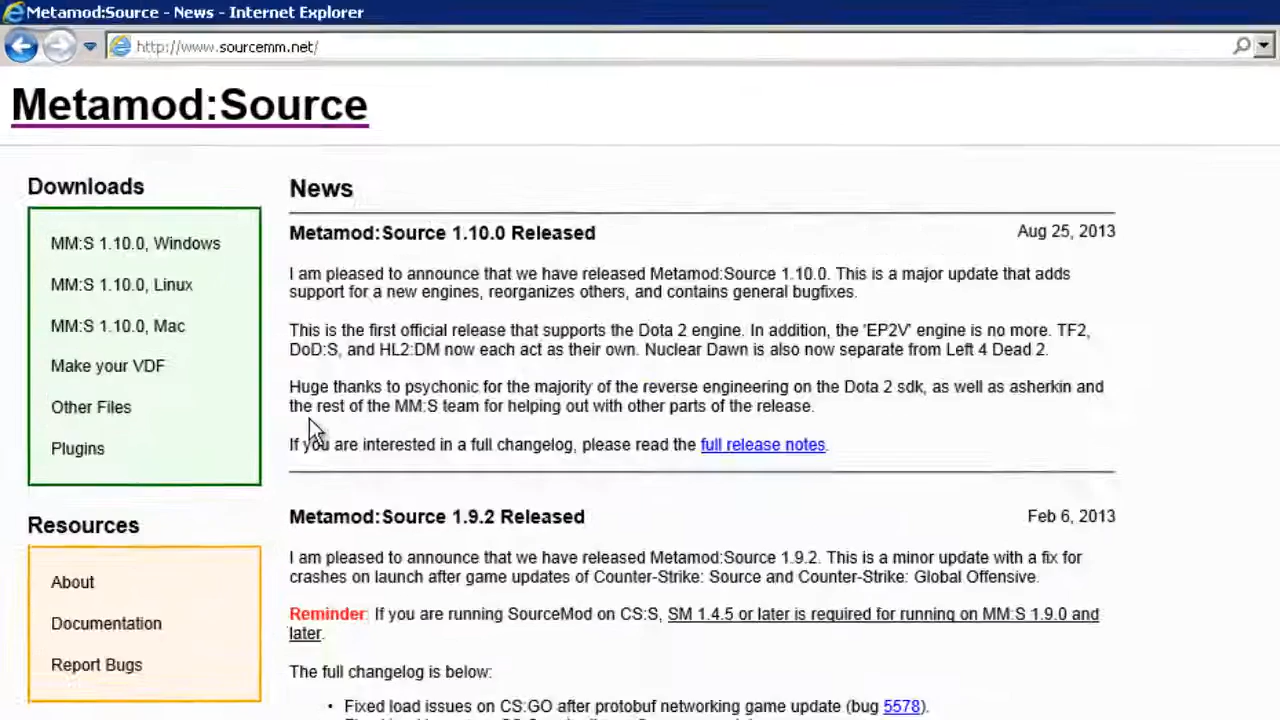 Metamod:Source - News - Internet Explorer
http://www.sourcemm.net/
Metamod:Source
Downloads
MM:S 1.10.0, Windows
MM:S 1.10.0, Linux
MM:S 1.10.0, Mac
Make your VDF
Other Files
Plugins
Resources
About
Documentation
Report Bugs
News
Metamod:Source 1.10.0 Released Aug 25, 2013
I am pleased to announce that we have released Metamod:Source 1.10.0. This is a major update that adds
support for a new engines, reorganizes others, and contains general bugfixes.
This is the first official release that supports the Dota 2 engine. In addition, the 'EP2V' engine is no more. TF2,
DoD:S, and HL2:DM now each act as their own. Nuclear Dawn is also now separate from Left 4 Dead 2.
Huge thanks to psychonic for the majority of the reverse engineering on the Dota 2 sdk, as well as asherkin and
the rest of the MM:S team for helping out with other parts of the release.
If you are interested in a full changelog, please read the full release notes.
Metamod:Source 1.9.2 Released Feb 6, 2013
I am pleased to announce that we have released Metamod:Source 1.9.2. This is a minor update with a fix for
crashes on launch after game updates of Counter-Strike: Source and Counter-Strike: Global Offensive.
Reminder: If you are running SourceMod on CS:S, SM 1.4.5 or later is required for running on MM:S 1.9.0 and
later.
The full changelog is below:
• Fixed load issues on CS:GO after protobuf networking game update (bug 5578).